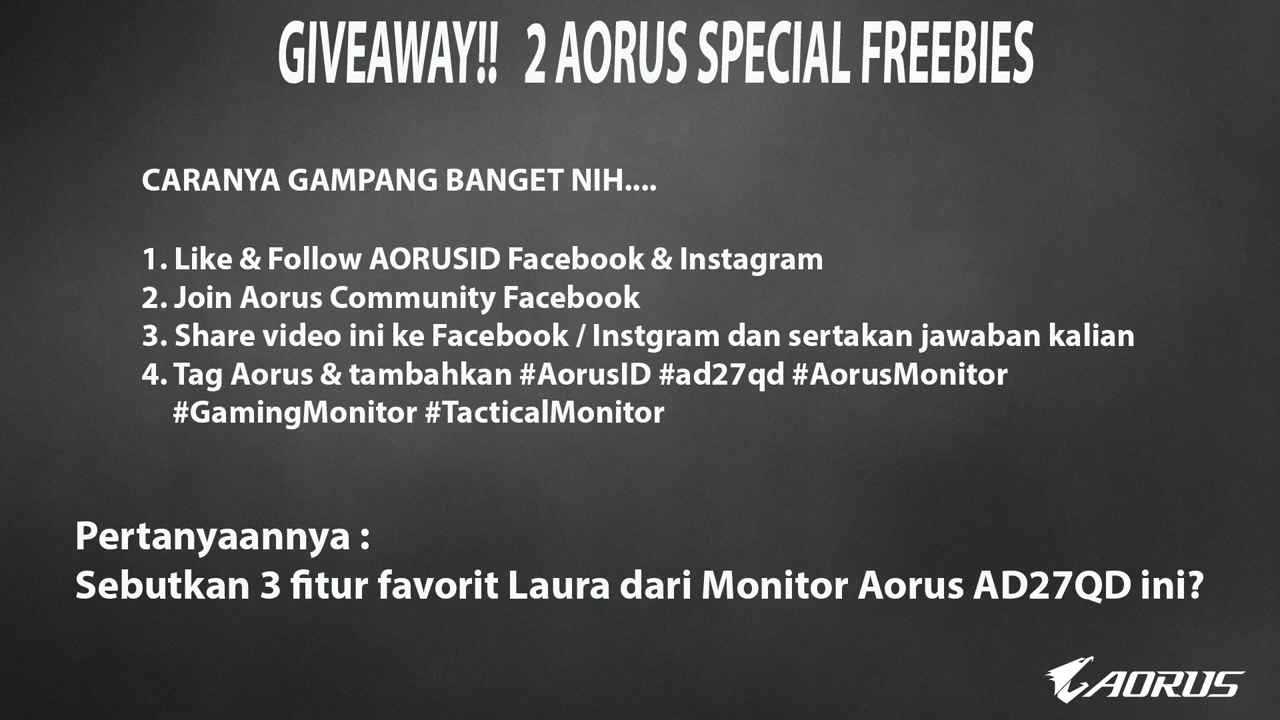 GIVEAWAY!! 2 AORUS SPECIAL FREEBIES
CARANYA GAMPANG BANGET NIH....
1. Like & Follow AORUSID Facebook & Instagram
2. Join Aorus Community Facebook
3. Share video ini ke Facebook / Instgram dan sertakan jawaban kalian
4. Tag Aorus & tambahkan #AorusID #ad27qd #AorusMonitor
#GamingMonitor #TacticalMonitor
Pertanyaannya :
Sebutkan 3 fitur favorit Laura dari Monitor Aorus AD27QD ini?
AORUS